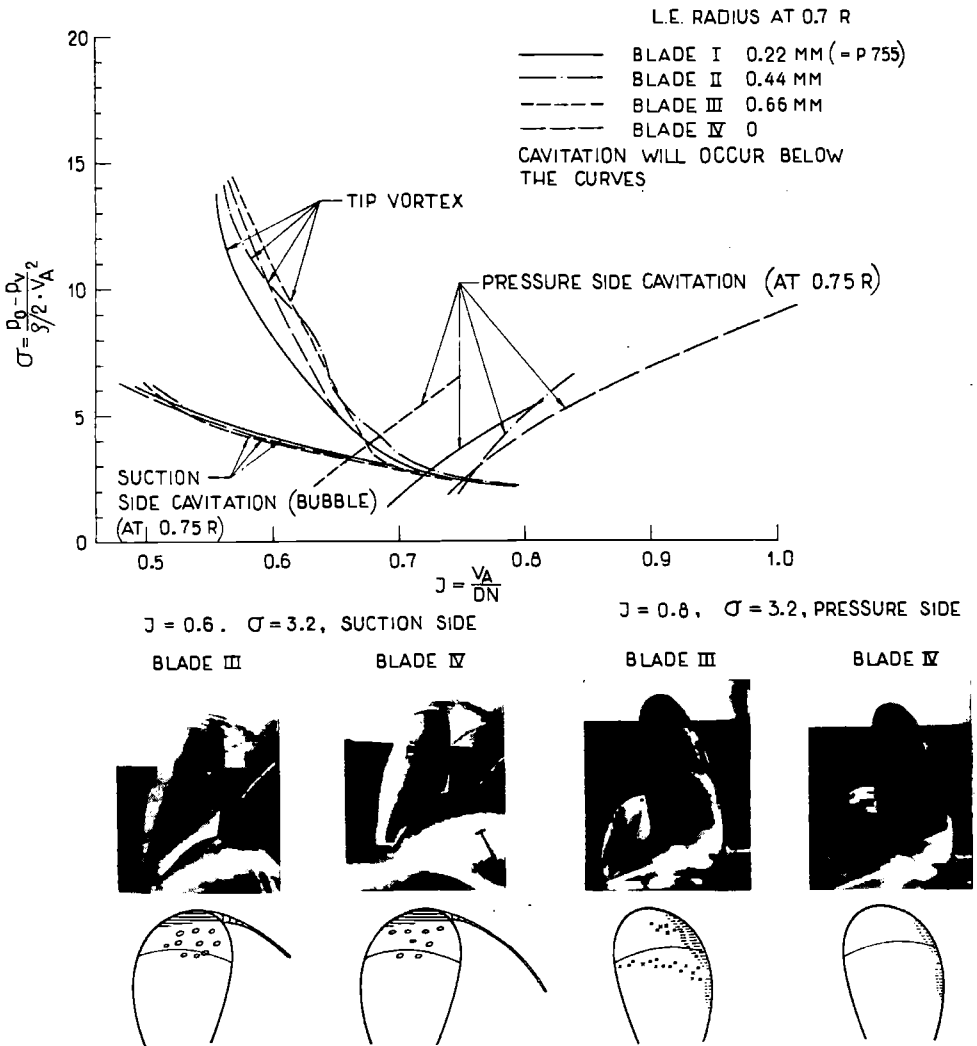 L.E. RADIUS AT 0.7 R
BLADE I 0.22 MM (= P 755)
BLADE II 0.44 MM
BLADE III 0.66 MM
BLADE IV 0
CAVITATION WILL OCCUR BELOW
THE CURVES
20
15
10
5
0
σ = (p₀ - pᵥ) / (ρ/2 · V_A²)
TIP VORTEX
PRESSURE SIDE CAVITATION (AT 0.75 R)
SUCTION
SIDE CAVITATION (BUBBLE)
(AT 0.75 R)
0.5 0.6 0.7 0.8 0.9 1.0
J = V_A / DN
J = 0.6. σ = 3.2, SUCTION SIDE
J = 0.8, σ = 3.2, PRESSURE SIDE
BLADE III BLADE IV BLADE III BLADE IV